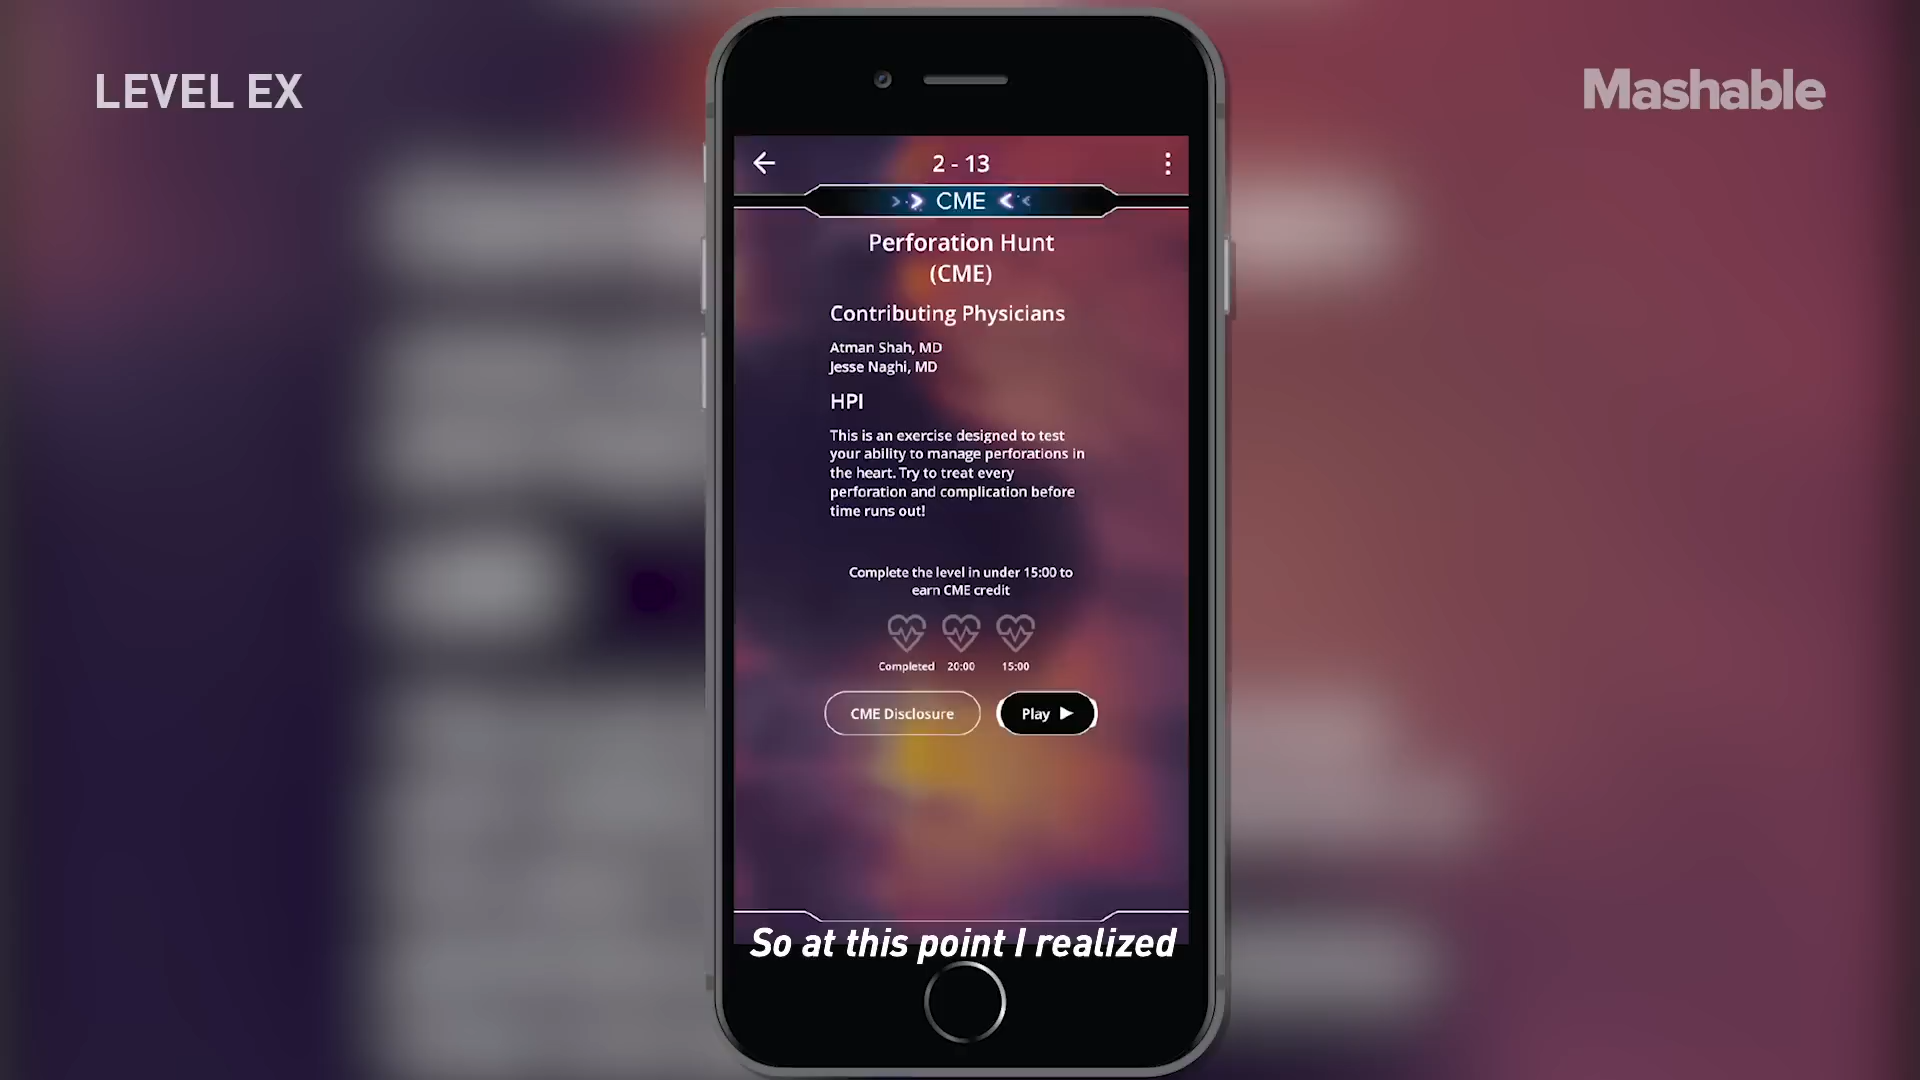 LEVEL EX
Mashable
2 - 13
CME
Perforation Hunt
(CME)
Contributing Physicians
Atman Shah, MD
Jesse Naghi, MD
HPI
This is an exercise designed to test
your ability to manage perforations in
the heart. Try to treat every
perforation and complication before
time runs out!
Complete the level in under 15:00 to
earn CME credit
Completed 20:00 15:00
CME Disclosure
Play
So at this point I realized